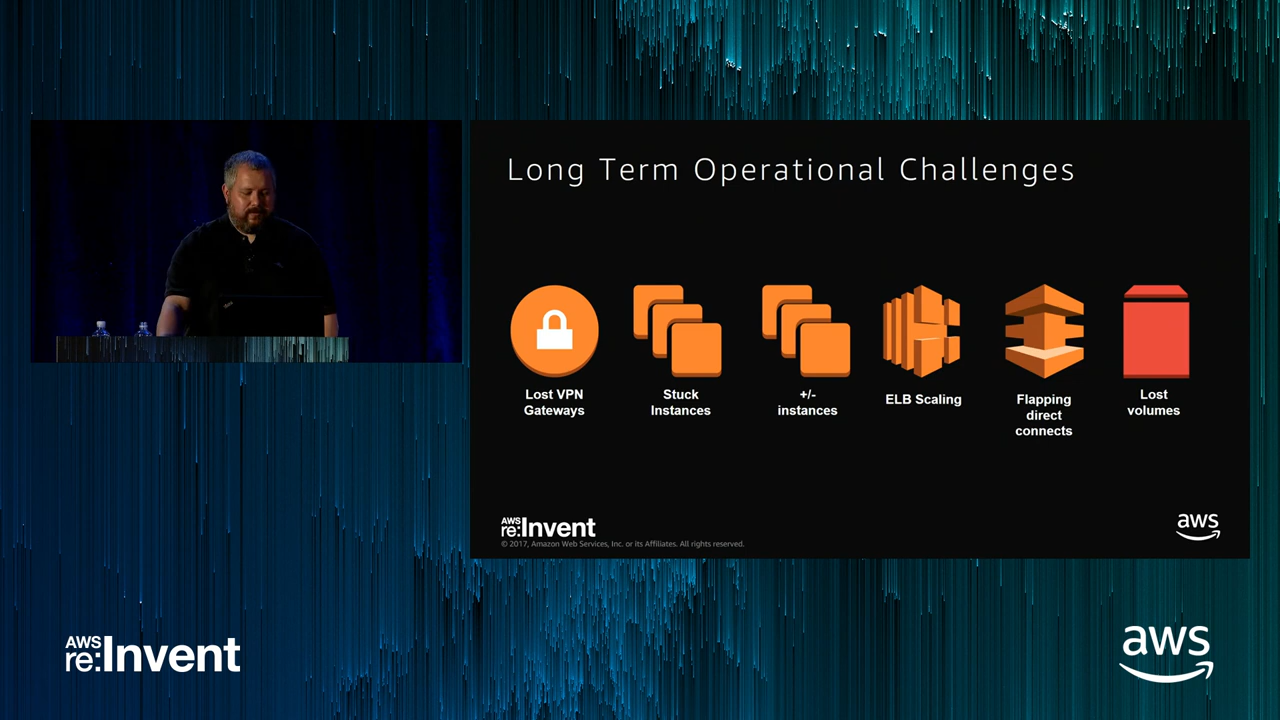 Long Term Operational Challenges
Lost VPN
Gateways
Stuck
Instances
+/-
instances
ELB Scaling
Flapping
direct
connects
Lost
volumes
AWS
re:Invent
© 2017, Amazon Web Services, Inc. or its Affiliates. All rights reserved.
aws
AWS
re:Invent
aws